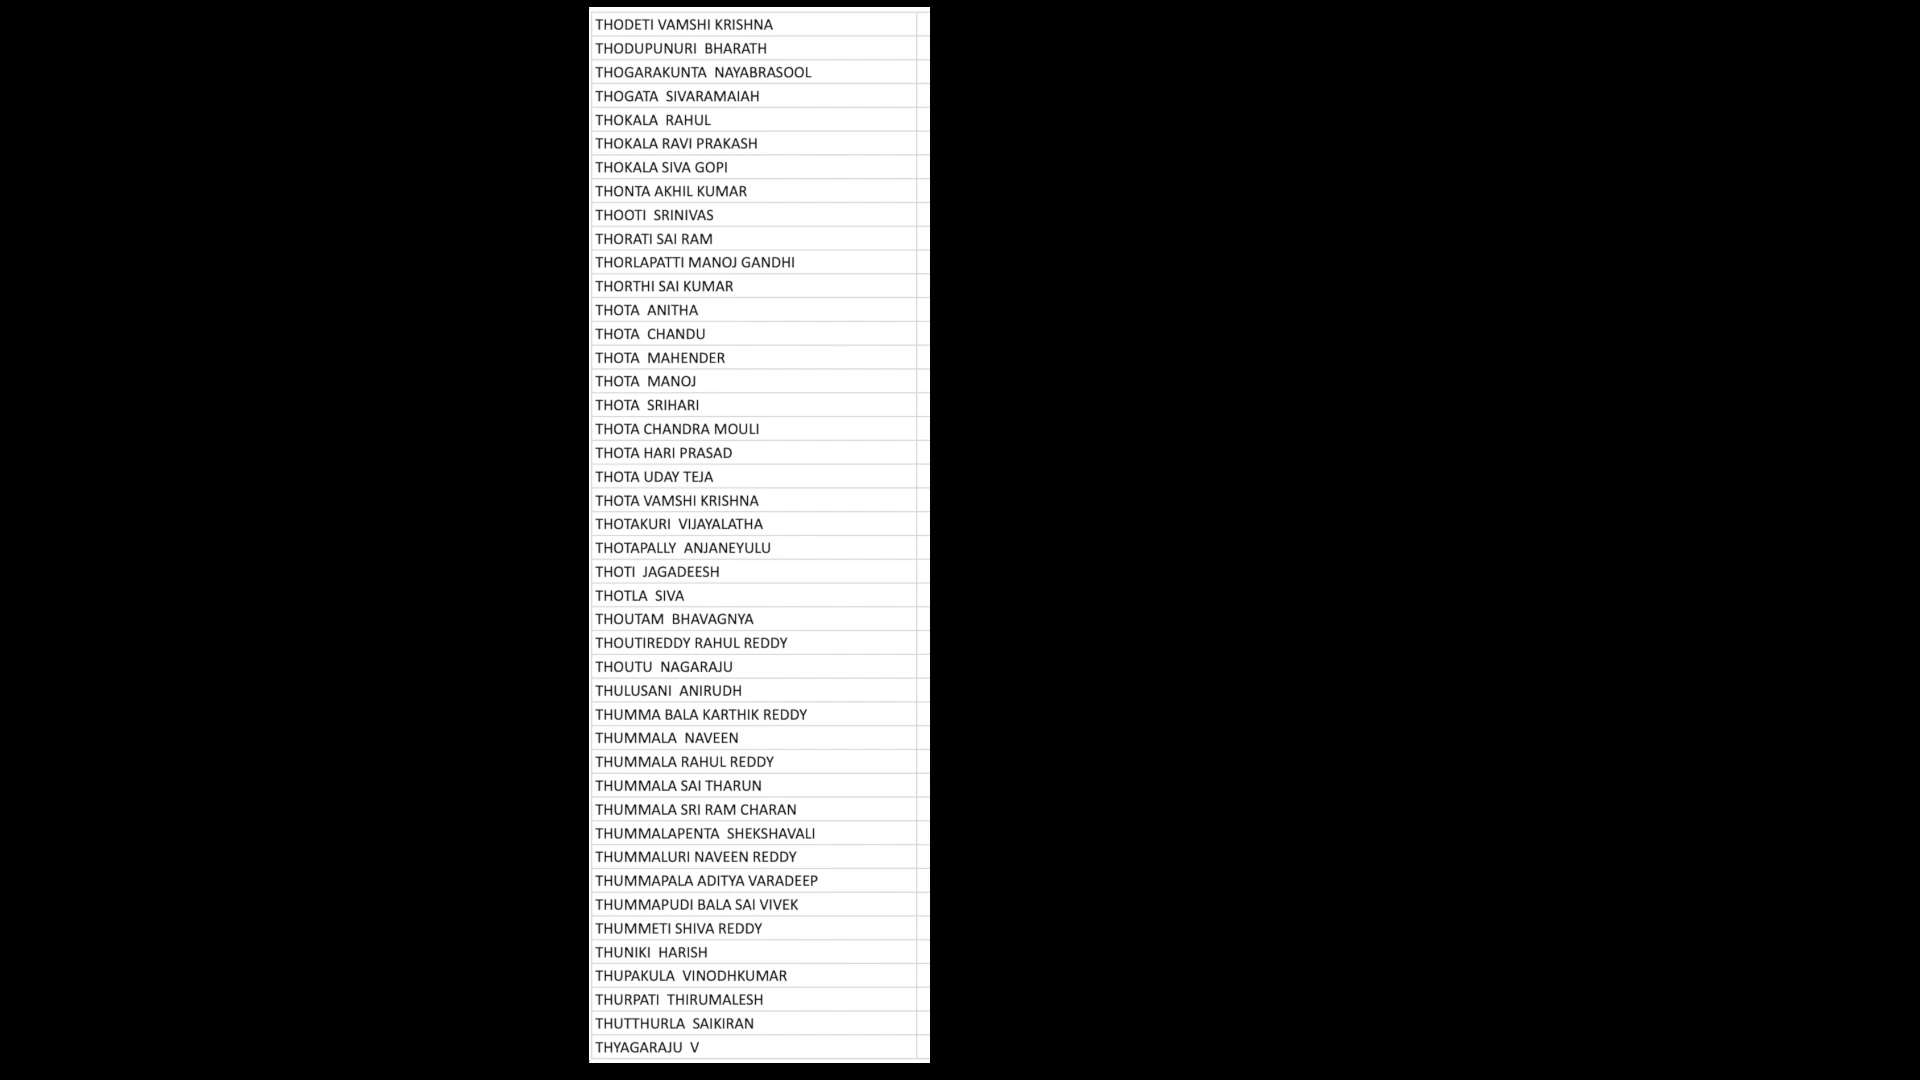 THODETI VAMSHI KRISHNA
THODUPUNURI  BHARATH
THOGARAKUNTA  NAYABRASOOL
THOGATA  SIVARAMAIAH
THOKALA  RAHUL
THOKALA RAVI PRAKASH
THOKALA SIVA GOPI
THONTA AKHIL KUMAR
THOOTI  SRINIVAS
THORATI SAI RAM
THORLAPATTI MANOJ GANDHI
THORTHI SAI KUMAR
THOTA  ANITHA
THOTA  CHANDU
THOTA  MAHENDER
THOTA  MANOJ
THOTA  SRIHARI
THOTA CHANDRA MOULI
THOTA HARI PRASAD
THOTA UDAY TEJA
THOTA VAMSHI KRISHNA
THOTAKURI  VIJAYALATHA
THOTAPALLY  ANJANEYULU
THOTI  JAGADEESH
THOTLA  SIVA
THOUTAM  BHAVAGNYA
THOUTIREDDY RAHUL REDDY
THOUTU  NAGARAJU
THULUSANI  ANIRUDH
THUMMA BALA KARTHIK REDDY
THUMMALA  NAVEEN
THUMMALA RAHUL REDDY
THUMMALA SAI THARUN
THUMMALA SRI RAM CHARAN
THUMMALAPENTA  SHEKSHAVALI
THUMMALURI NAVEEN REDDY
THUMMAPALA ADITYA VARADEEP
THUMMAPUDI BALA SAI VIVEK
THUMMETI SHIVA REDDY
THUNIKI  HARISH
THUPAKULA  VINODHKUMAR
THURPATI  THIRUMALESH
THUTTHURLA  SAIKIRAN
THYAGARAJU  V